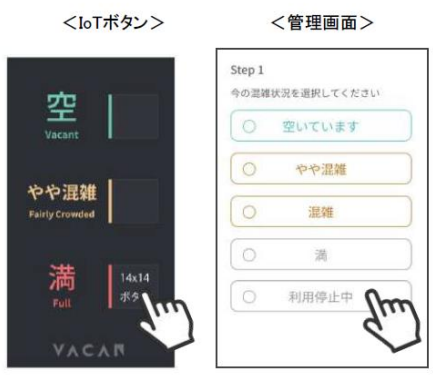 ＜IoTボタン＞
＜管理画面＞
空
Vacant
やや混雑
Fairly Crowded
満
Full
14x14
ボタ
VACAN
Step 1
今の混雑状況を選択してください
空いています
やや混雑
混雑
満
利用停止中